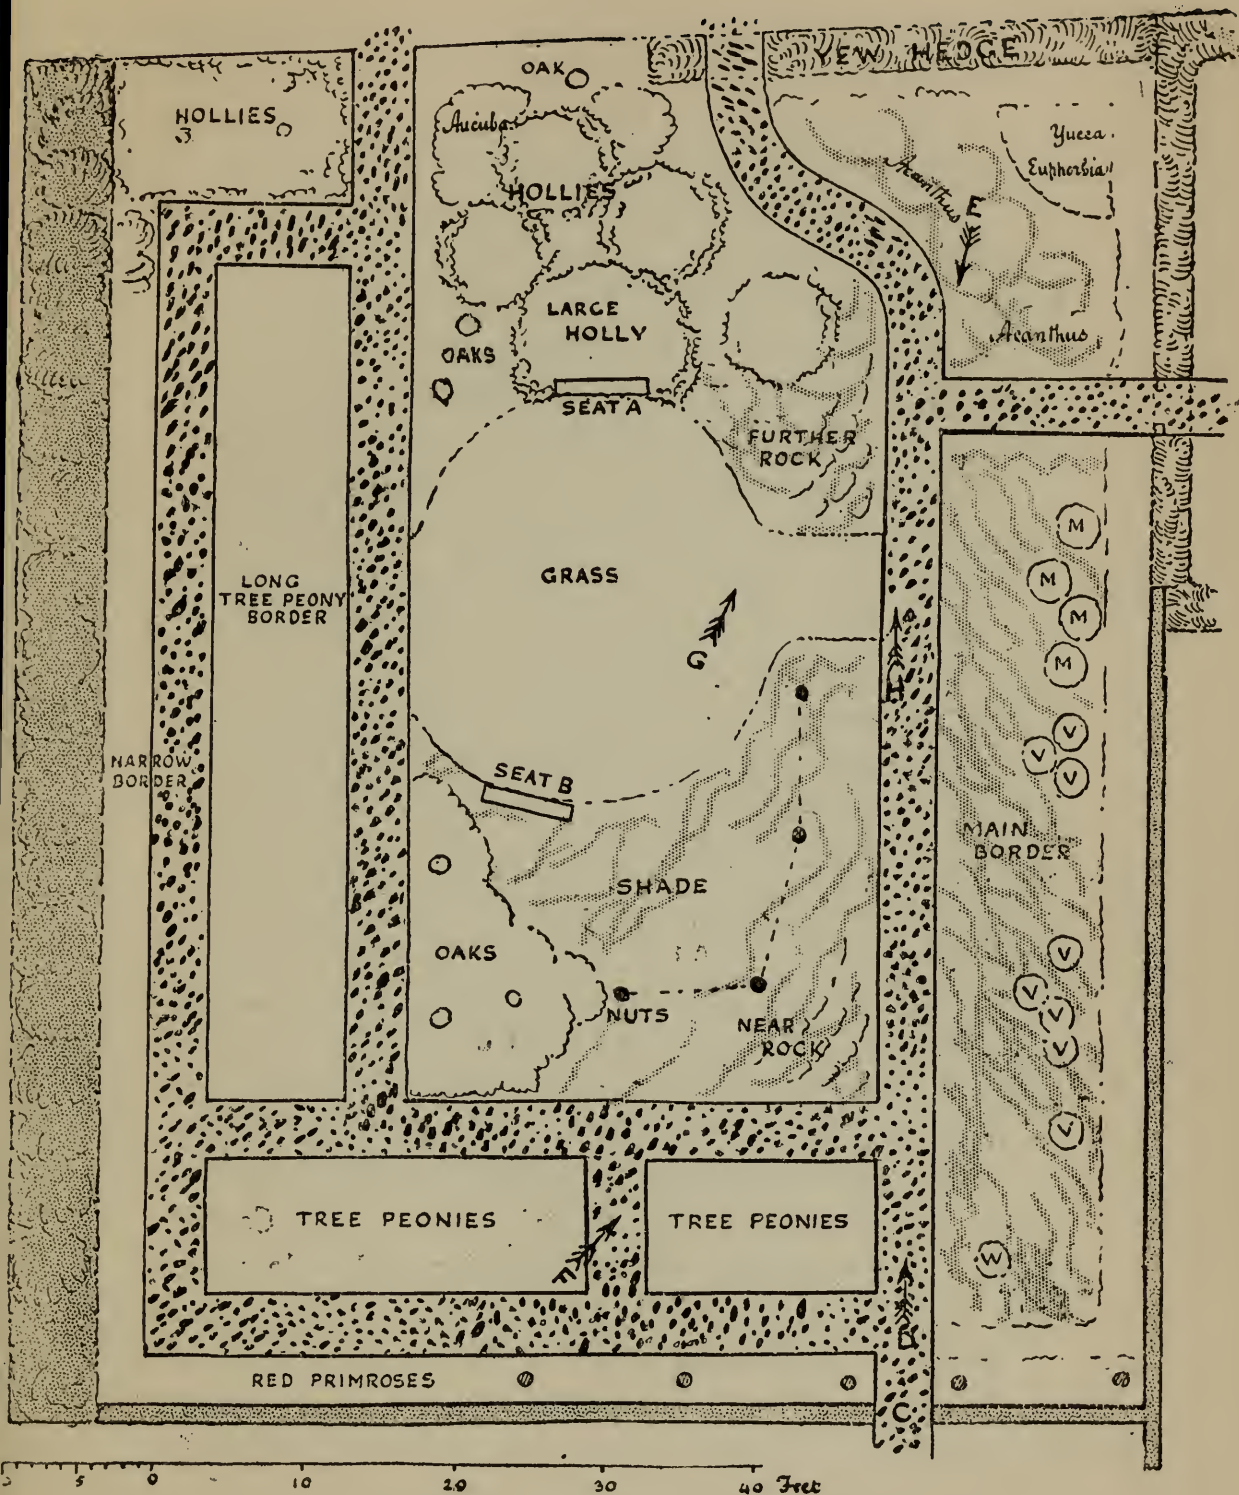 YEW HEDGE
OAK
HOLLIES
Aucuba
Yucca
Euphorbia
Acanthus
HOLLIES
E
LARGE
HOLLY
OAKS
Acanthus
SEAT A
FURTHER
ROCK
M
GRASS
LONG
TREE PEONY
BORDER
M
M
G
M
D
V
V
V
NARROW
BORDER
SEAT B
MAIN
BORDER
SHADE
OAKS
V
V
V
V
NUTS
NEAR
ROCK
V
TREE PEONIES
TREE PEONIES
F
W
B
RED PRIMROSES
C
5 0 10 20 30 40 Feet